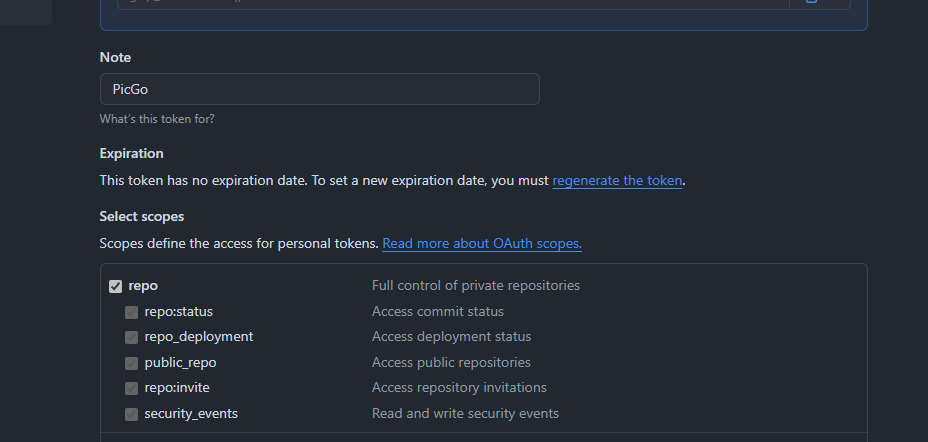 Note
PicGo
What's this token for?
Expiration
This token has no expiration date. To set a new expiration date, you must regenerate the token.
Select scopes
Scopes define the access for personal tokens. Read more about OAuth scopes.
repo Full control of private repositories
repo:status Access commit status
repo_deployment Access deployment status
public_repo Access public repositories
repo:invite Access repository invitations
security_events Read and write security events